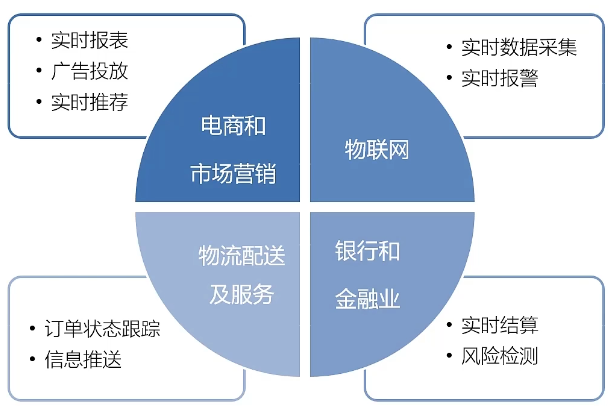 • 实时报表
• 广告投放
• 实时推荐
• 实时数据采集
• 实时报警
电商和
市场营销
物联网
物流配送
及服务
银行和
金融业
• 订单状态跟踪
• 信息推送
• 实时结算
• 风险检测